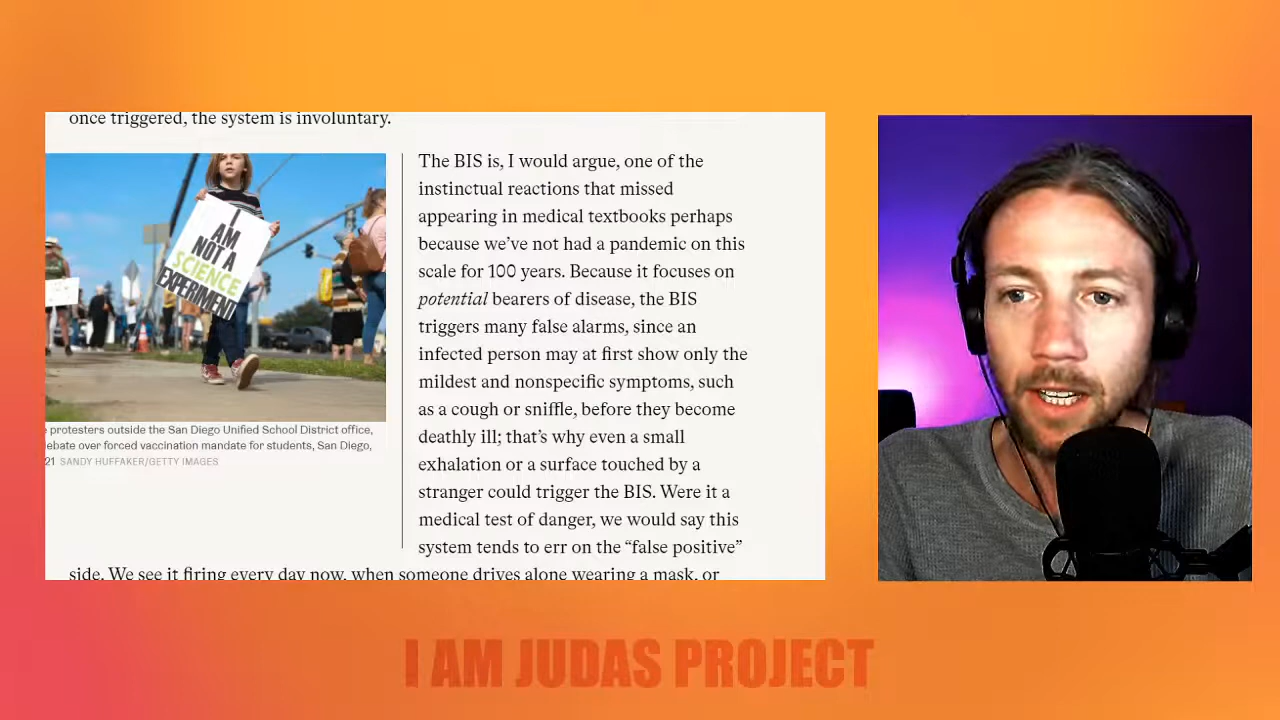 once triggered, the system is involuntary.
I
AM
NOT A
SCIENCE
EXPERIMENT
protesters outside the San Diego Unified School District office,
ebate over forced vaccination mandate for students, San Diego,
21 SANDY HUFFAKER/GETTY IMAGES
The BIS is, I would argue, one of the
instinctual reactions that missed
appearing in medical textbooks perhaps
because we’ve not had a pandemic on this
scale for 100 years. Because it focuses on
potential bearers of disease, the BIS
triggers many false alarms, since an
infected person may at first show only the
mildest and nonspecific symptoms, such
as a cough or sniffle, before they become
deathly ill; that’s why even a small
exhalation or a surface touched by a
stranger could trigger the BIS. Were it a
medical test of danger, we would say this
system tends to err on the “false positive”
side. We see it firing every day now, when someone drives alone wearing a mask, or
I AM JUDAS PROJECT